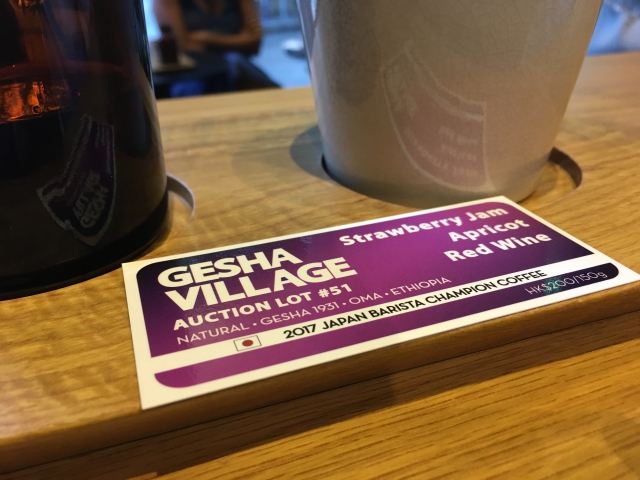 GESHA
VILLAGE
AUCTION LOT #51
NATURAL • GESHA 1931 • OMA • ETHIOPIA
2017 JAPAN BARISTA CHAMPION COFFEE
Strawberry Jam
Apricot
Red Wine
HK$200/150g